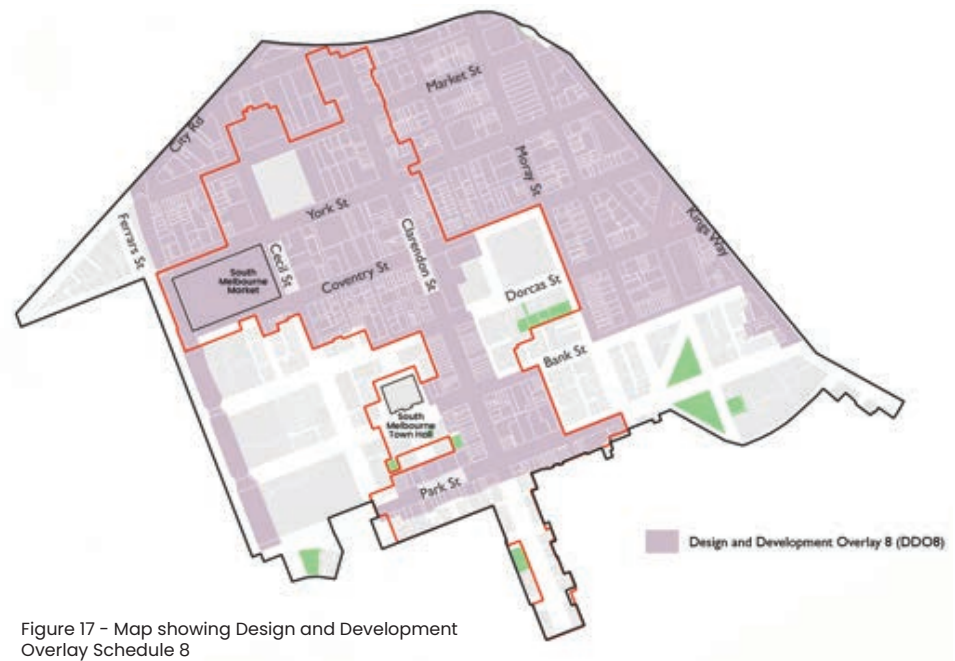 Market St
City Rd
Moray St
York St
Kings Way
Ferrars St
Cecil St
Clarendon St
South
Melbourne
Market
Coventry St
Dorcas St
Bank St
South
Melbourne
Town Hall
Park St
Design and Development Overlay 8 (DDO8)
Figure 17 - Map showing Design and Development
Overlay Schedule 8